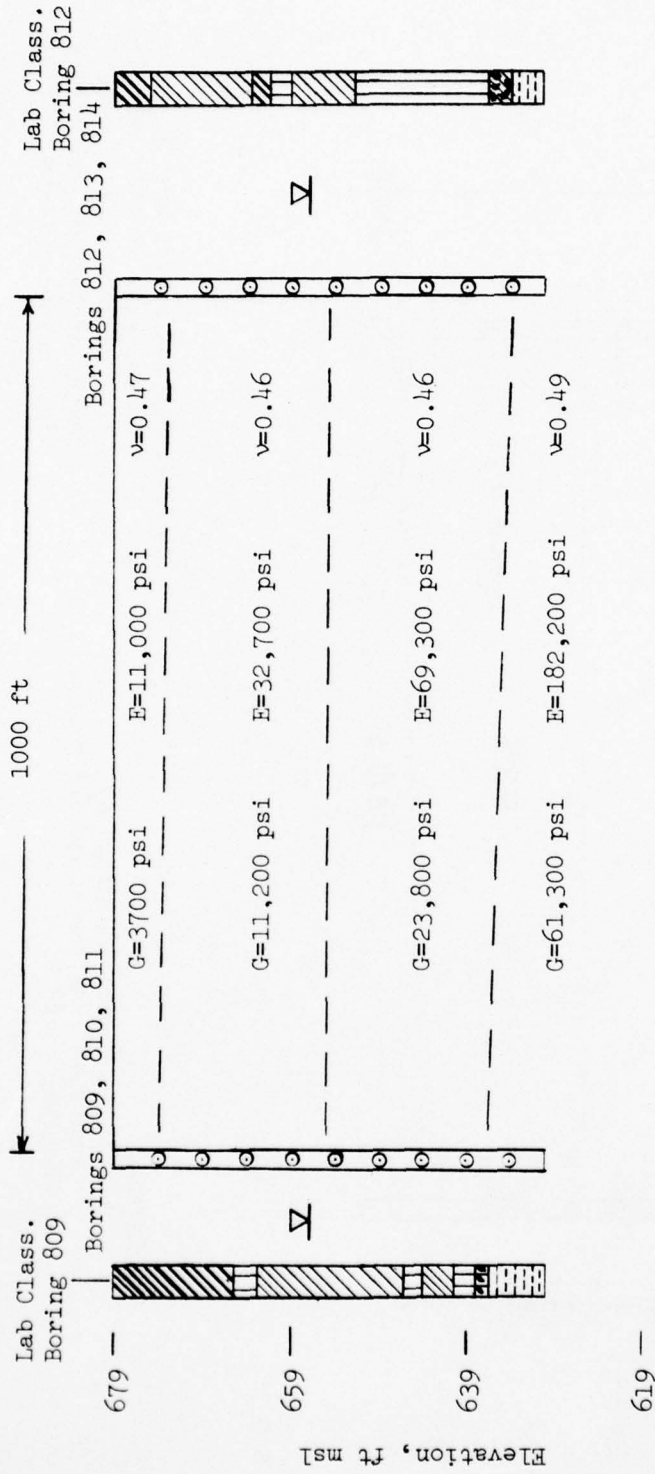 1000 ft
Lab Class.
Boring 809
Borings 809, 810, 811
Borings 812, 813, 814
Lab Class.
Boring 812
679
G=3700 psi E=11,000 psi ν=0.47
659
G=11,200 psi E=32,700 psi ν=0.46
639
G=23,800 psi E=69,300 psi ν=0.46
G=61,300 psi E=182,200 psi ν=0.49
619
Elevation, ft msl